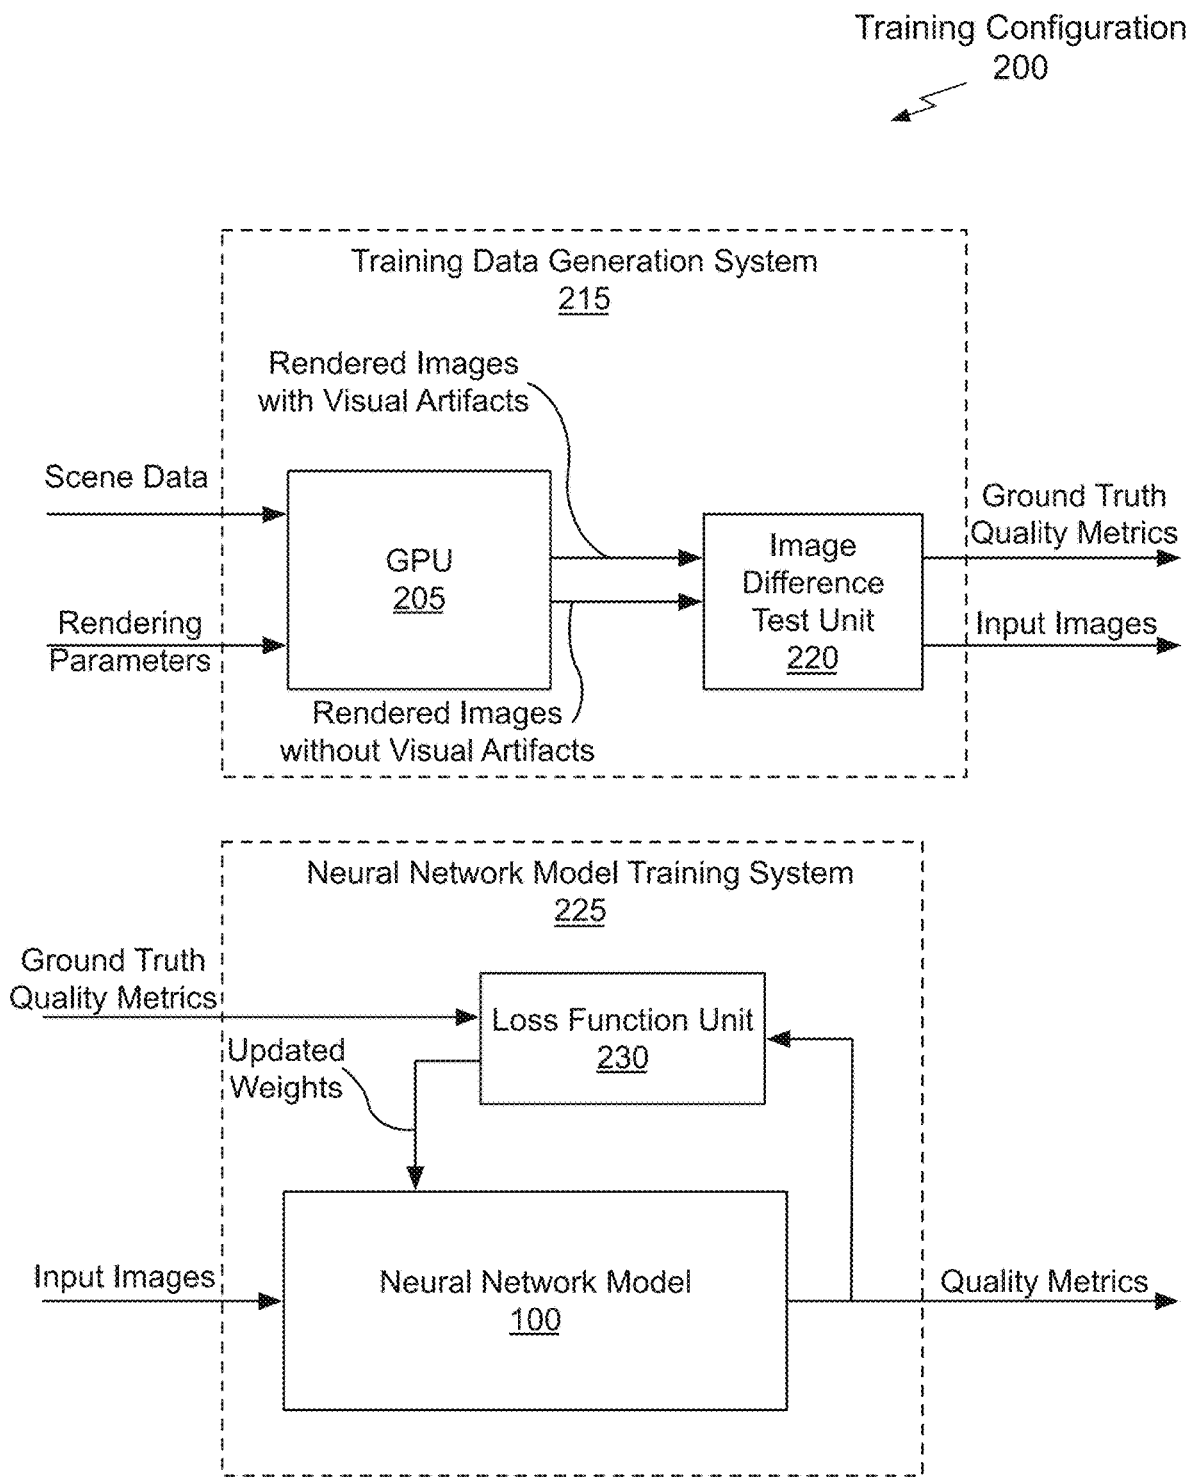 Training Configuration
200
Training Data Generation System
215
Rendered Images
with Visual Artifacts
Scene Data
Ground Truth
Quality Metrics
GPU
205
Image
Difference
Test Unit
220
Rendering
Parameters
Input Images
Rendered Images
without Visual Artifacts
Neural Network Model Training System
225
Ground Truth
Quality Metrics
Loss Function Unit
230
Updated
Weights
Input Images
Neural Network Model
100
Quality Metrics